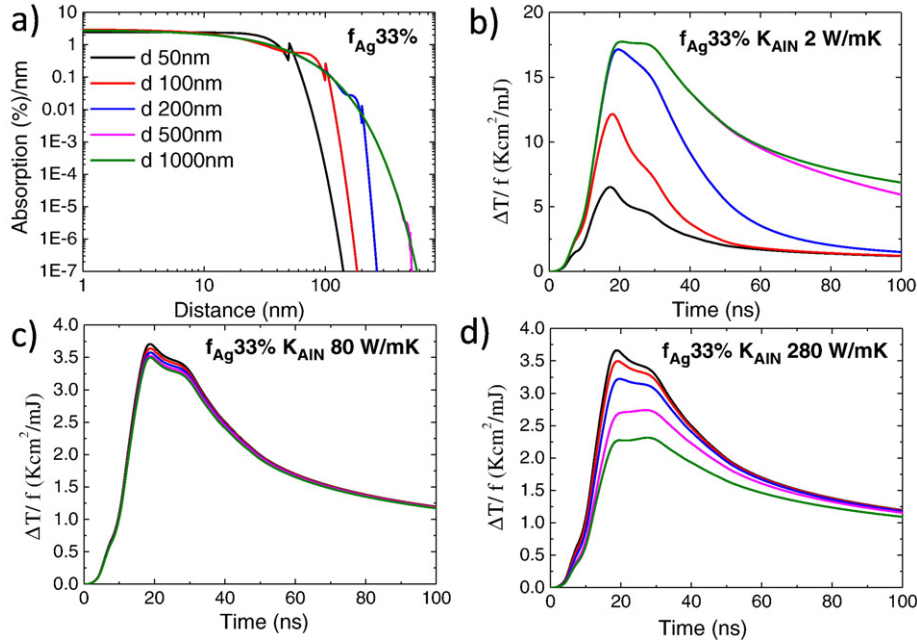 a)
f_Ag33%
d 50nm
d 100nm
d 200nm
d 500nm
d 1000nm
Absorption (%)/nm
10
1
0.1
0.01
1E-3
1E-4
1E-5
1E-6
1E-7
1 10 100
Distance (nm)
b)
f_Ag33% K_AlN 2 W/mK
ΔT/ f (Kcm²/mJ)
15
10
5
0
0 20 40 60 80 100
Time (ns)
c)
f_Ag33% K_AlN 80 W/mK
ΔT/ f (Kcm²/mJ)
4.0
3.5
3.0
2.5
2.0
1.5
1.0
0.5
0.0
0 20 40 60 80 100
Time (ns)
d)
f_Ag33% K_AlN 280 W/mK
ΔT/ f (Kcm²/mJ)
4.0
3.5
3.0
2.5
2.0
1.5
1.0
0.5
0.0
0 20 40 60 80 100
Time (ns)